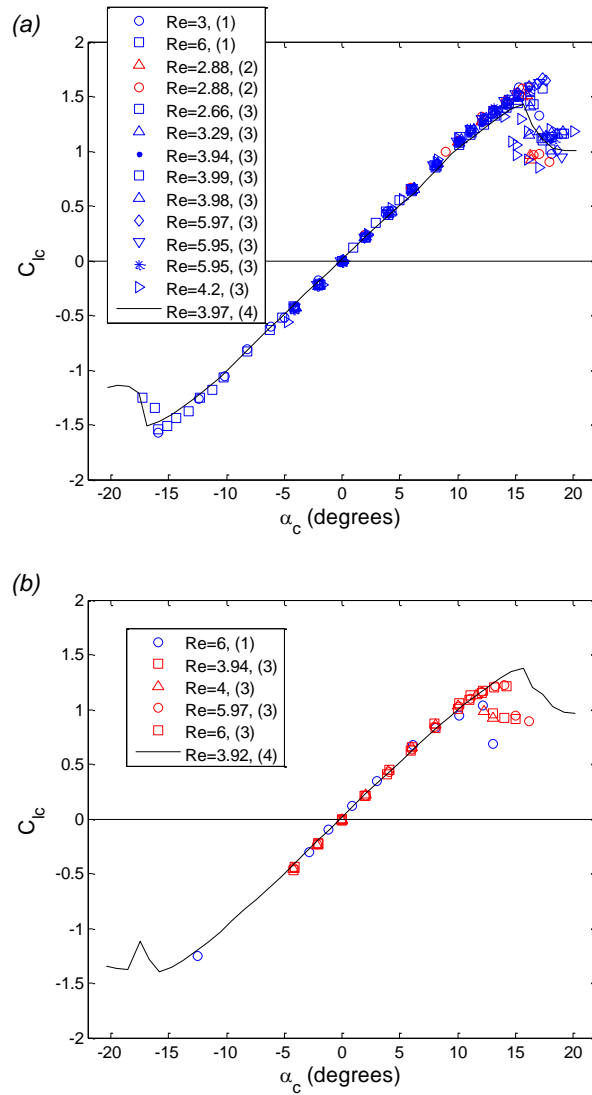 (a)
Re=3, (1)
Re=6, (1)
Re=2.88, (2)
Re=2.88, (2)
Re=2.66, (3)
Re=3.29, (3)
Re=3.94, (3)
Re=3.99, (3)
Re=3.98, (3)
Re=5.97, (3)
Re=5.95, (3)
Re=5.95, (3)
Re=4.2, (3)
Re=3.97, (4)
2
1.5
1
0.5
0
-0.5
-1
-1.5
-2
C_lc
-20 -15 -10 -5 0 5 10 15 20
α_c (degrees)
(b)
Re=6, (1)
Re=3.94, (3)
Re=4, (3)
Re=5.97, (3)
Re=6, (3)
Re=3.92, (4)
2
1.5
1
0.5
0
-0.5
-1
-1.5
-2
C_lc
-20 -15 -10 -5 0 5 10 15 20
α_c (degrees)